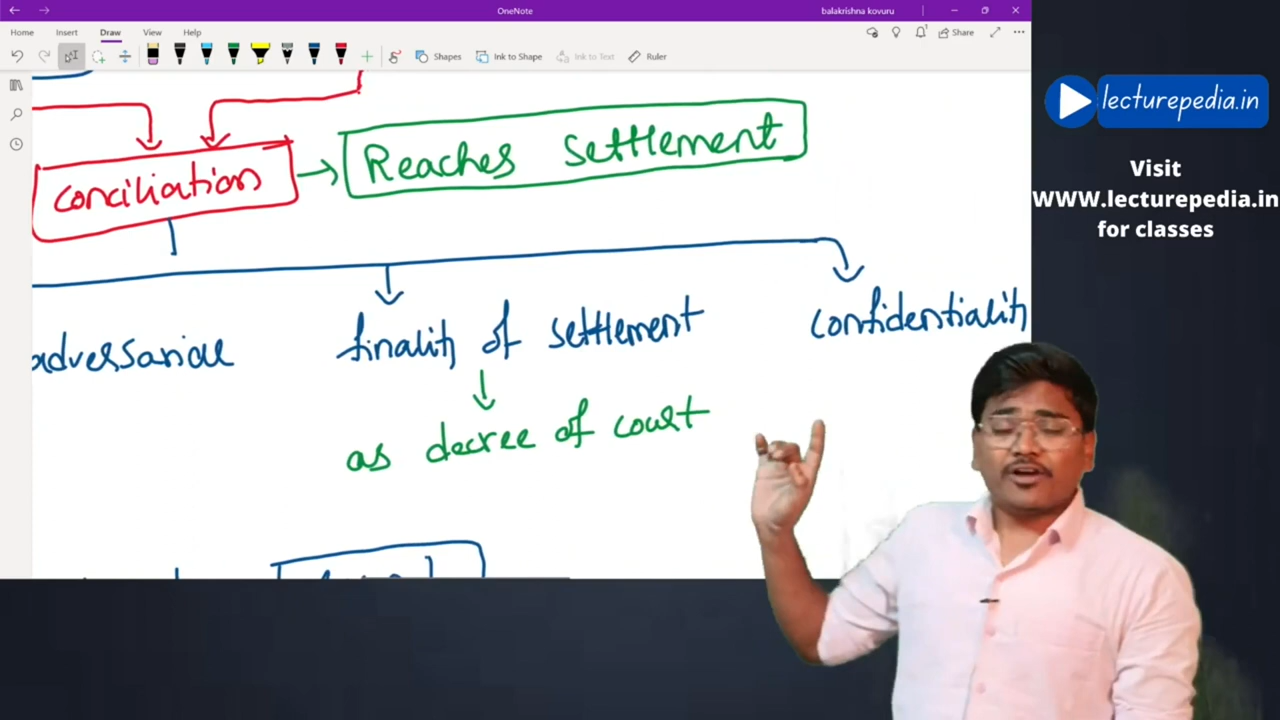 OneNote
balakrishna kovuru
Home Insert Draw View Help
Share
Shapes Ink to Shape Ink to Text Ruler
lecturepedia.in
Visit
WWW.lecturepedia.in
for classes
conciliation
Reaches settlement
adversarial
finality of settlement
confidentiality
as decree of court